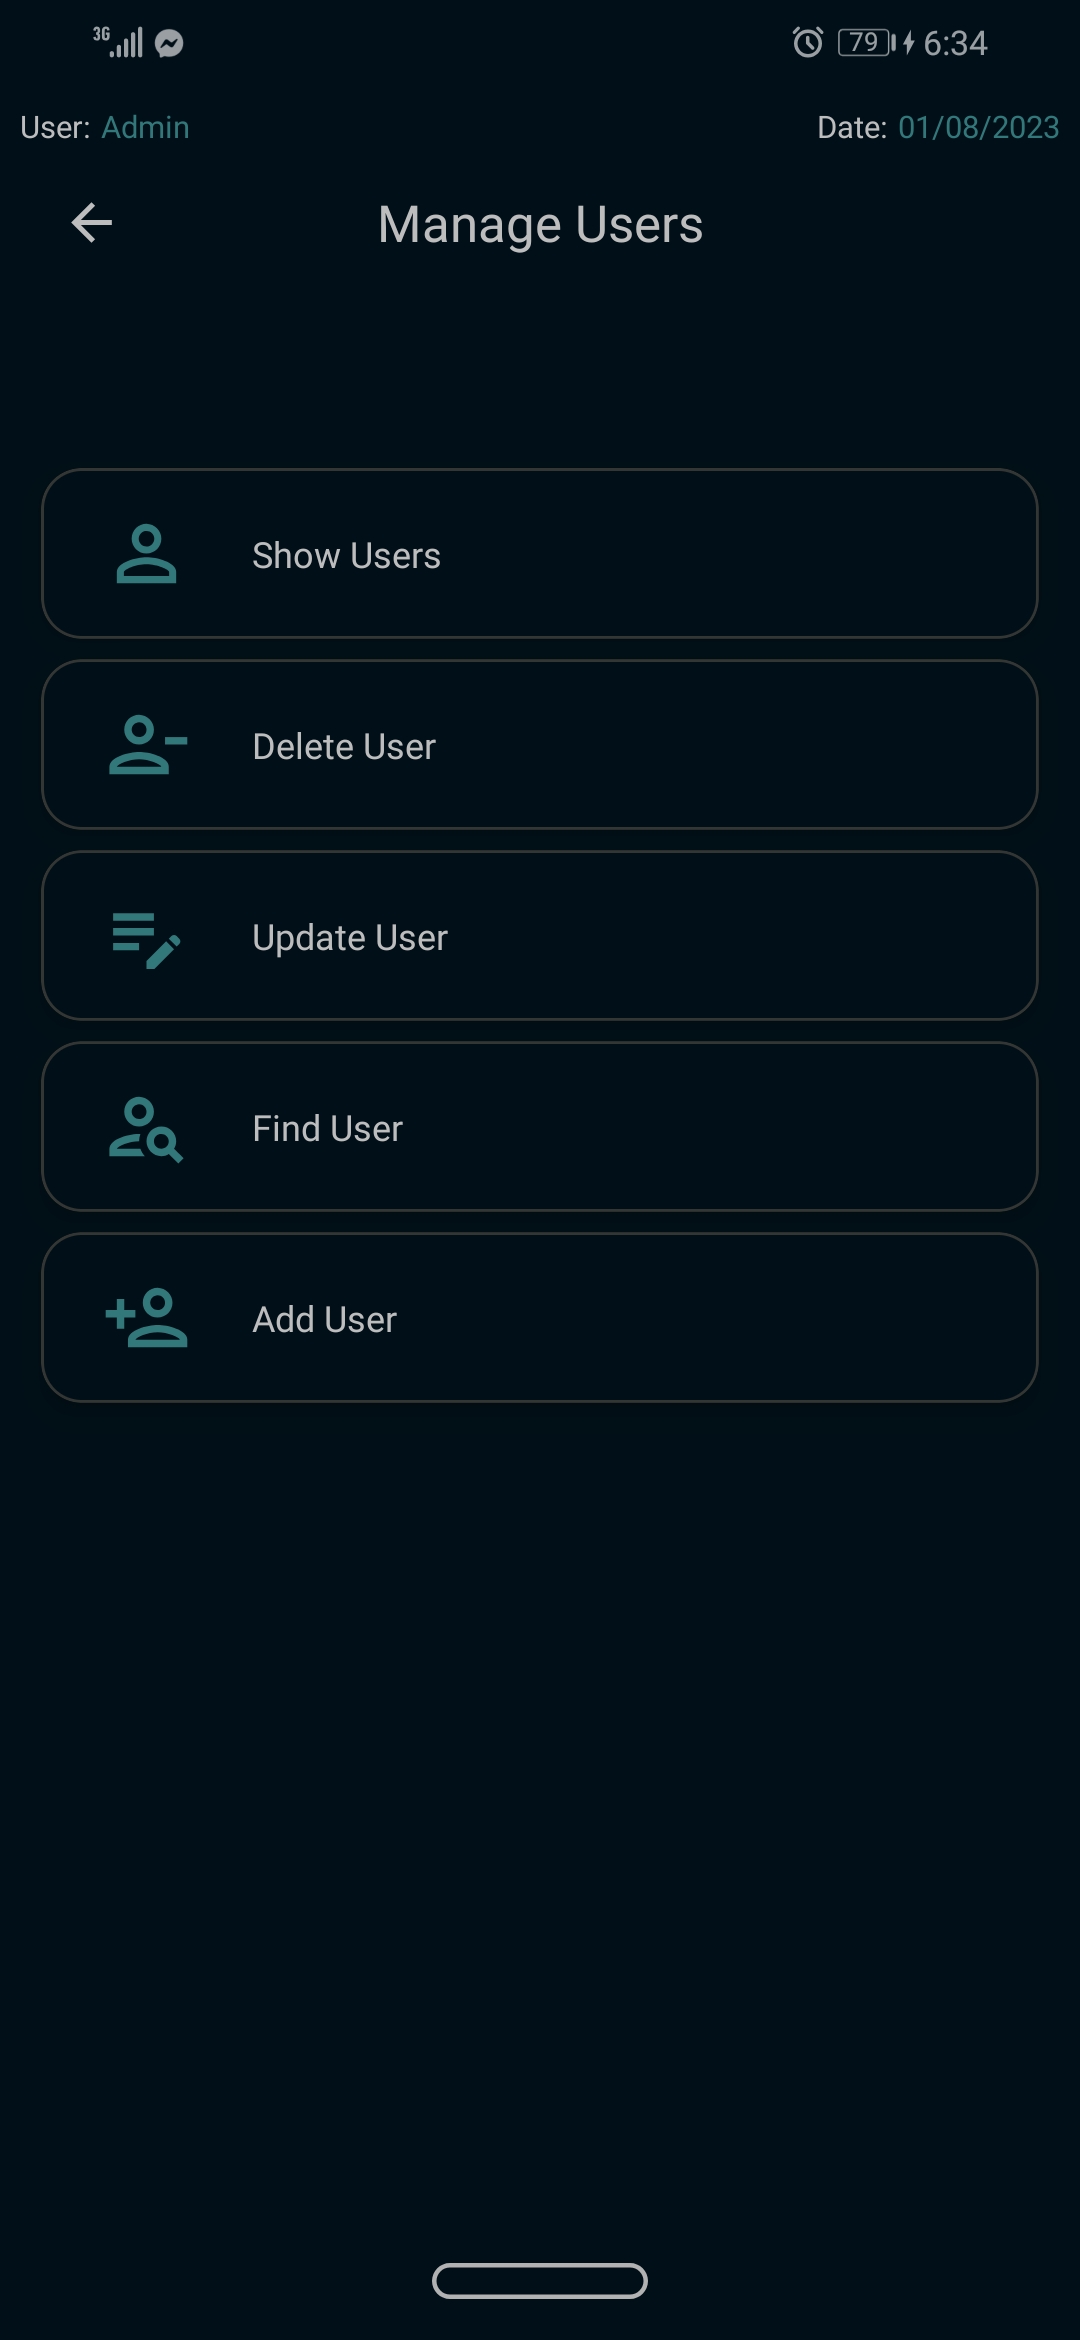 3G 79 6:34
User: Admin Date: 01/08/2023
Manage Users
Show Users
Delete User
Update User
Find User
Add User